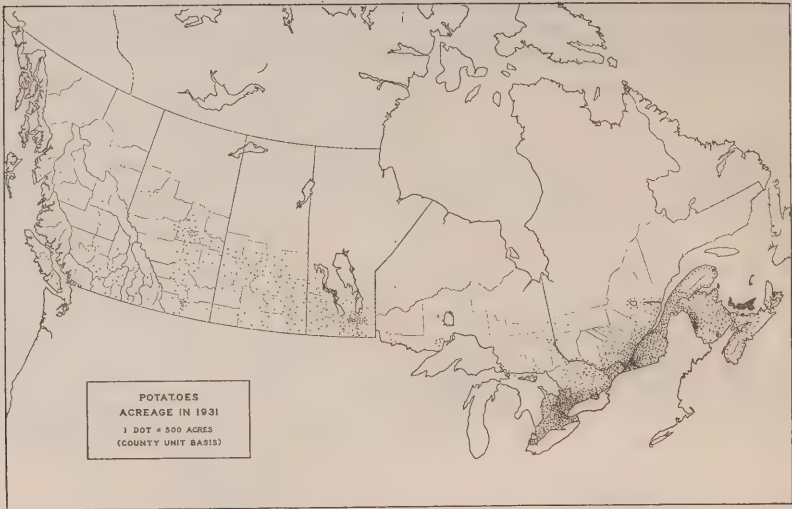 POTATOES
ACREAGE IN 1931
1 DOT = 500 ACRES
(COUNTY UNIT BASIS)